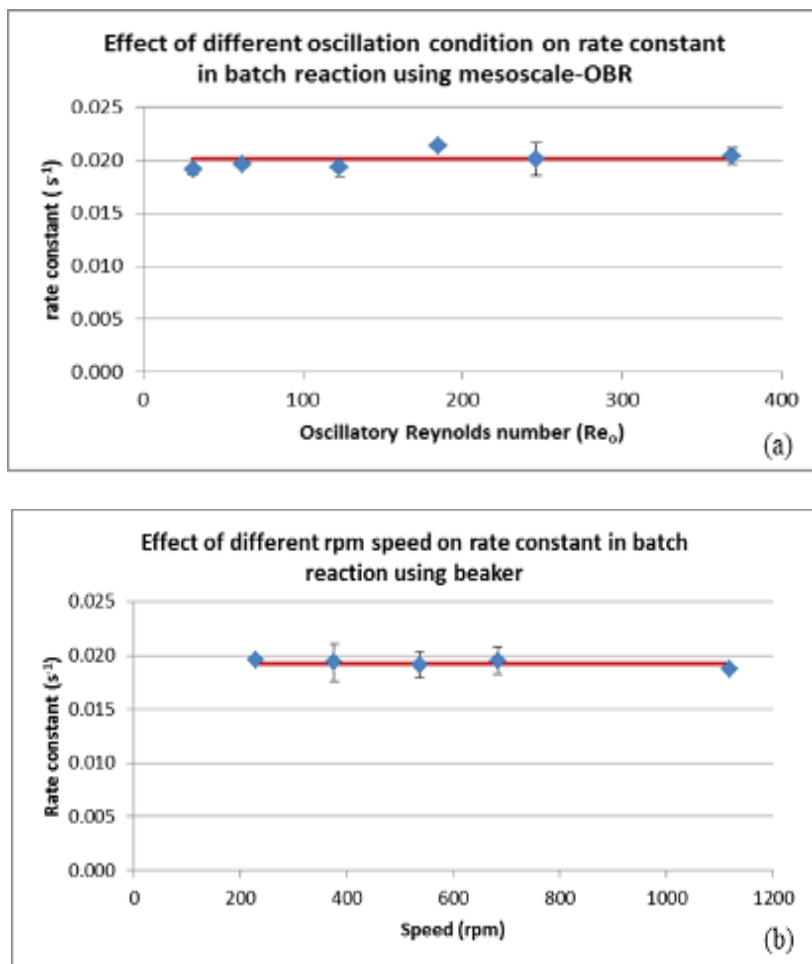 Effect of different oscillation condition on rate constant
in batch reaction using mesoscale-OBR
0.025
0.020
0.015
0.010
0.005
0.000
rate constant ( s⁻¹)
0 100 200 300 400
Oscillatory Reynolds number (Reₒ)
(a)
Effect of different rpm speed on rate constant in batch
reaction using beaker
0.025
0.020
0.015
0.010
0.005
0.000
Rate constant (s⁻¹)
0 200 400 600 800 1000 1200
Speed (rpm)
(b)